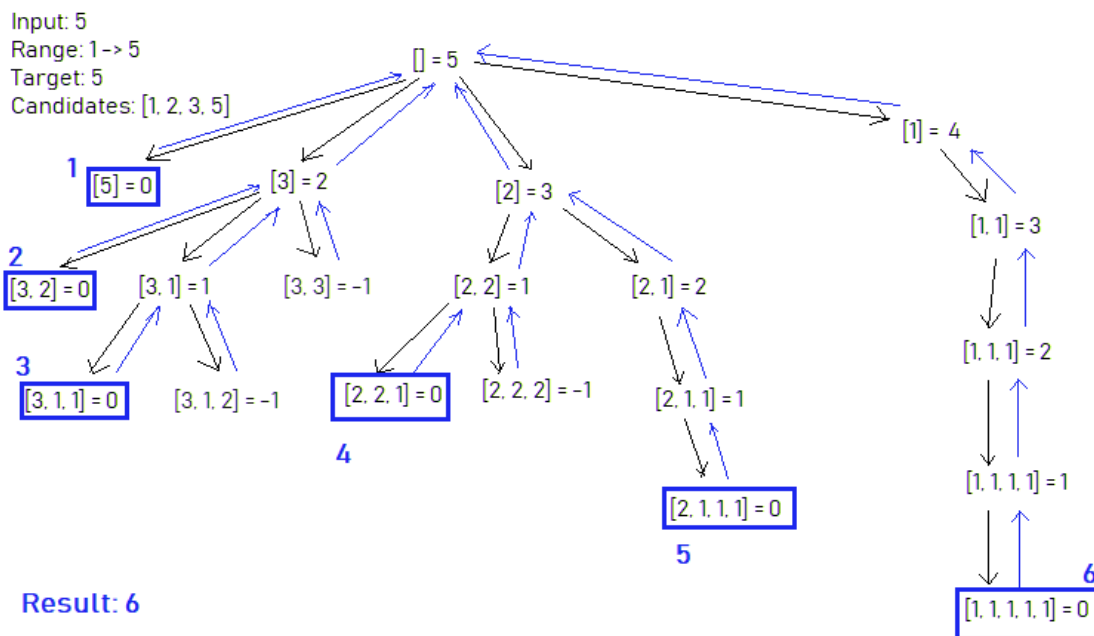 Input: 5
Range: 1 -> 5
Target: 5
Candidates: [1, 2, 3, 5]
[] = 5
[1] = 4
1
[5] = 0
[3] = 2
[2] = 3
[1, 1] = 3
2
[3, 2] = 0
[3, 1] = 1
[3, 3] = -1
[2, 2] = 1
[2, 1] = 2
[1, 1, 1] = 2
3
[3, 1, 1] = 0
[3, 1, 2] = -1
[2, 2, 1] = 0
[2, 2, 2] = -1
[2, 1, 1] = 1
4
[1, 1, 1, 1] = 1
[2, 1, 1, 1] = 0
5
6
[1, 1, 1, 1, 1] = 0
Result: 6